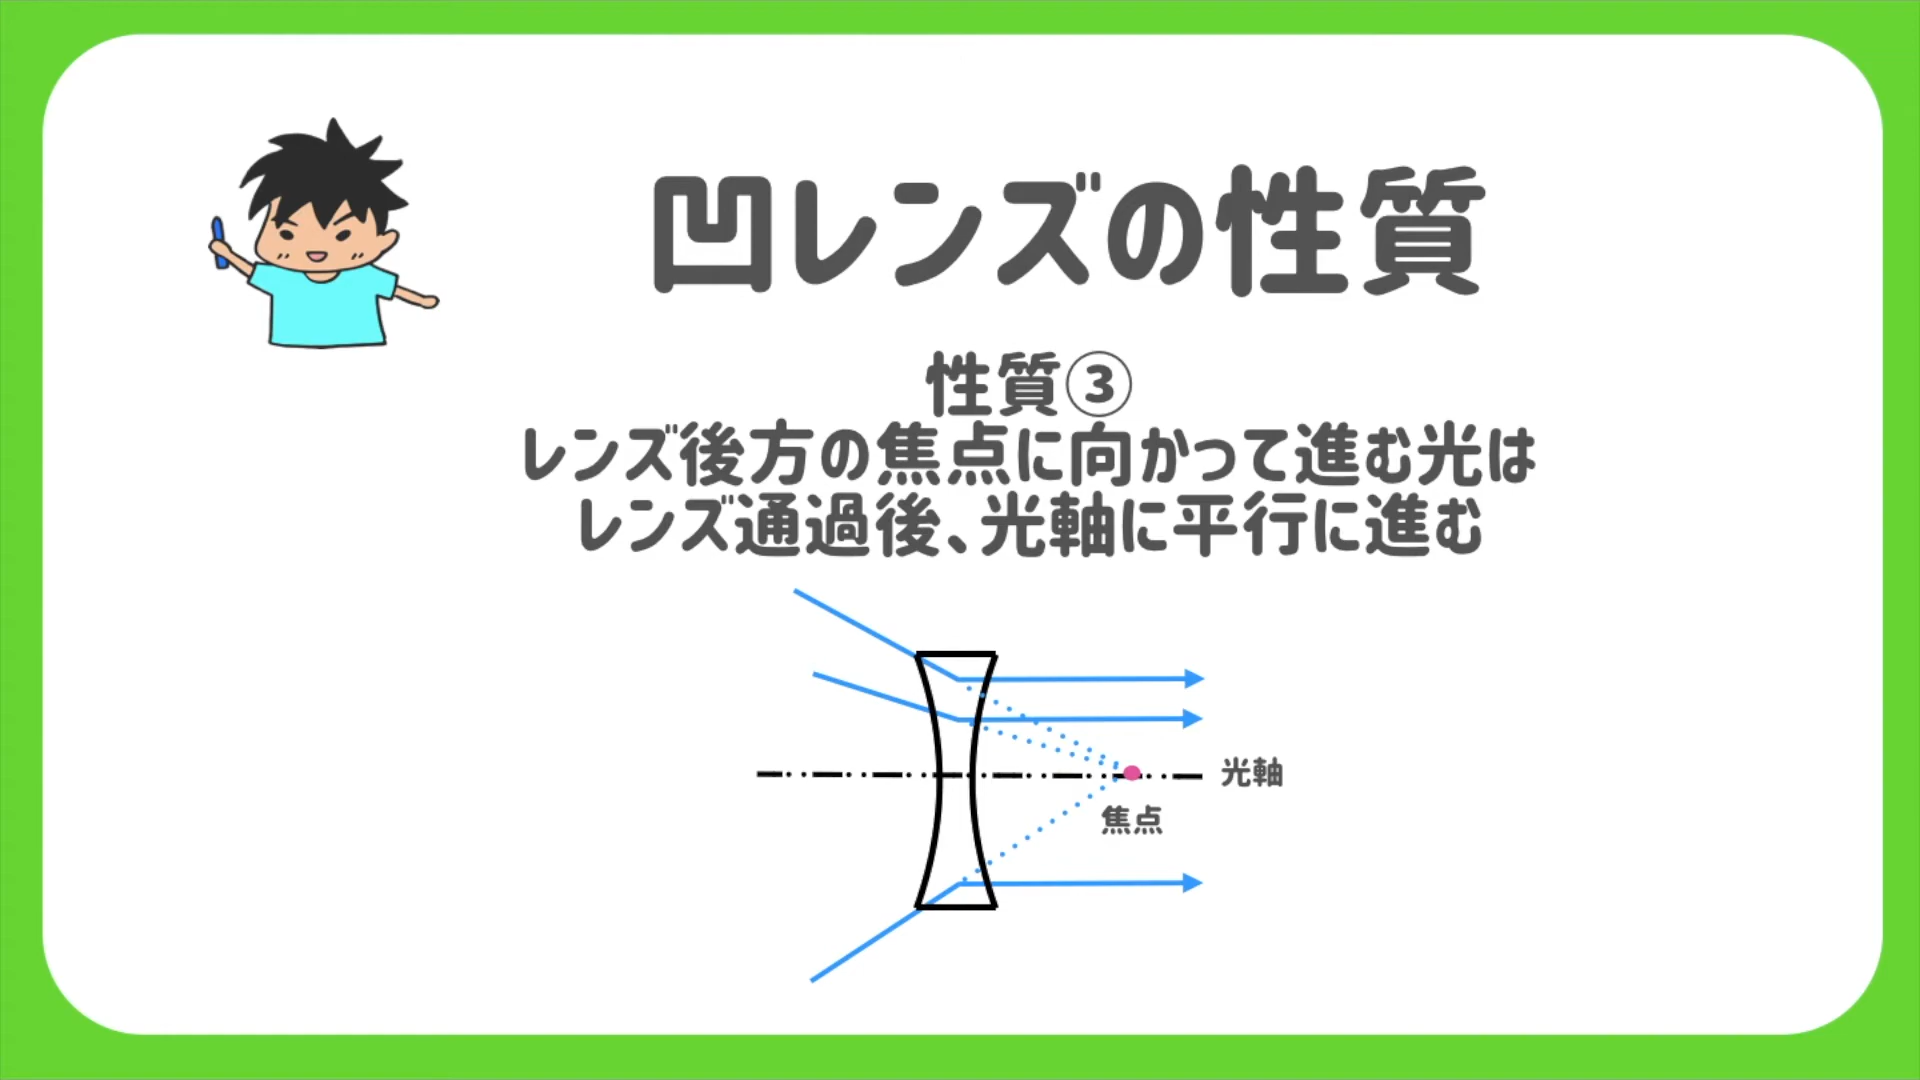 凹レンズの性質
性質③
レンズ後方の焦点に向かって進む光は
レンズ通過後、光軸に平行に進む
光軸
焦点